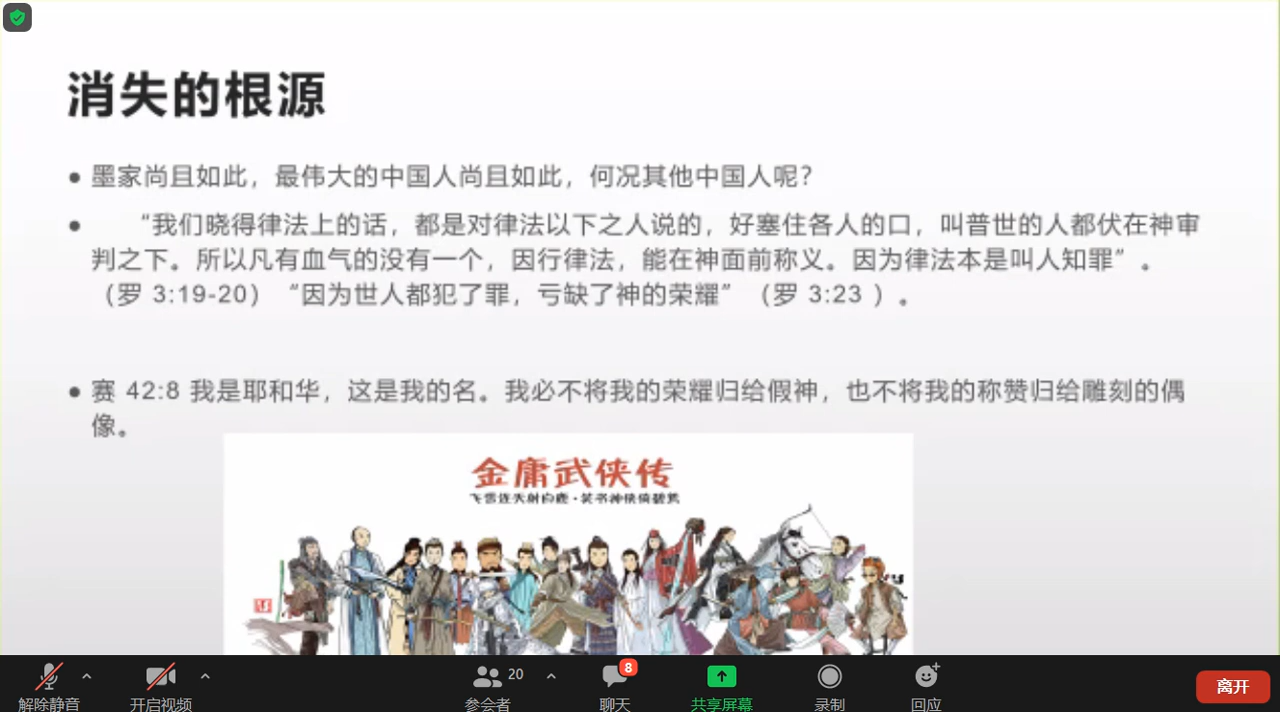 消失的根源
• 墨家尚且如此，最伟大的中国人尚且如此，何况其他中国人呢？
• “我们晓得律法上的话，都是对律法以下之人说的，好塞住各人的口，叫普世的人都伏在神审
判之下。所以凡有血气的没有一个，因行律法，能在神面前称义。因为律法本是叫人知罪”。
（罗 3:19-20）“因为世人都犯了罪，亏缺了神的荣耀”（罗 3:23 ）。
• 赛 42:8 我是耶和华，这是我的名。我必不将我的荣耀归给假神，也不将我的称赞归给雕刻的偶
像。
金庸武侠传
飞雪连天射白鹿·笑书神侠倚碧鸳
解除静音 开启视频 20 参会者 8 聊天 共享屏幕 录制 回应 离开